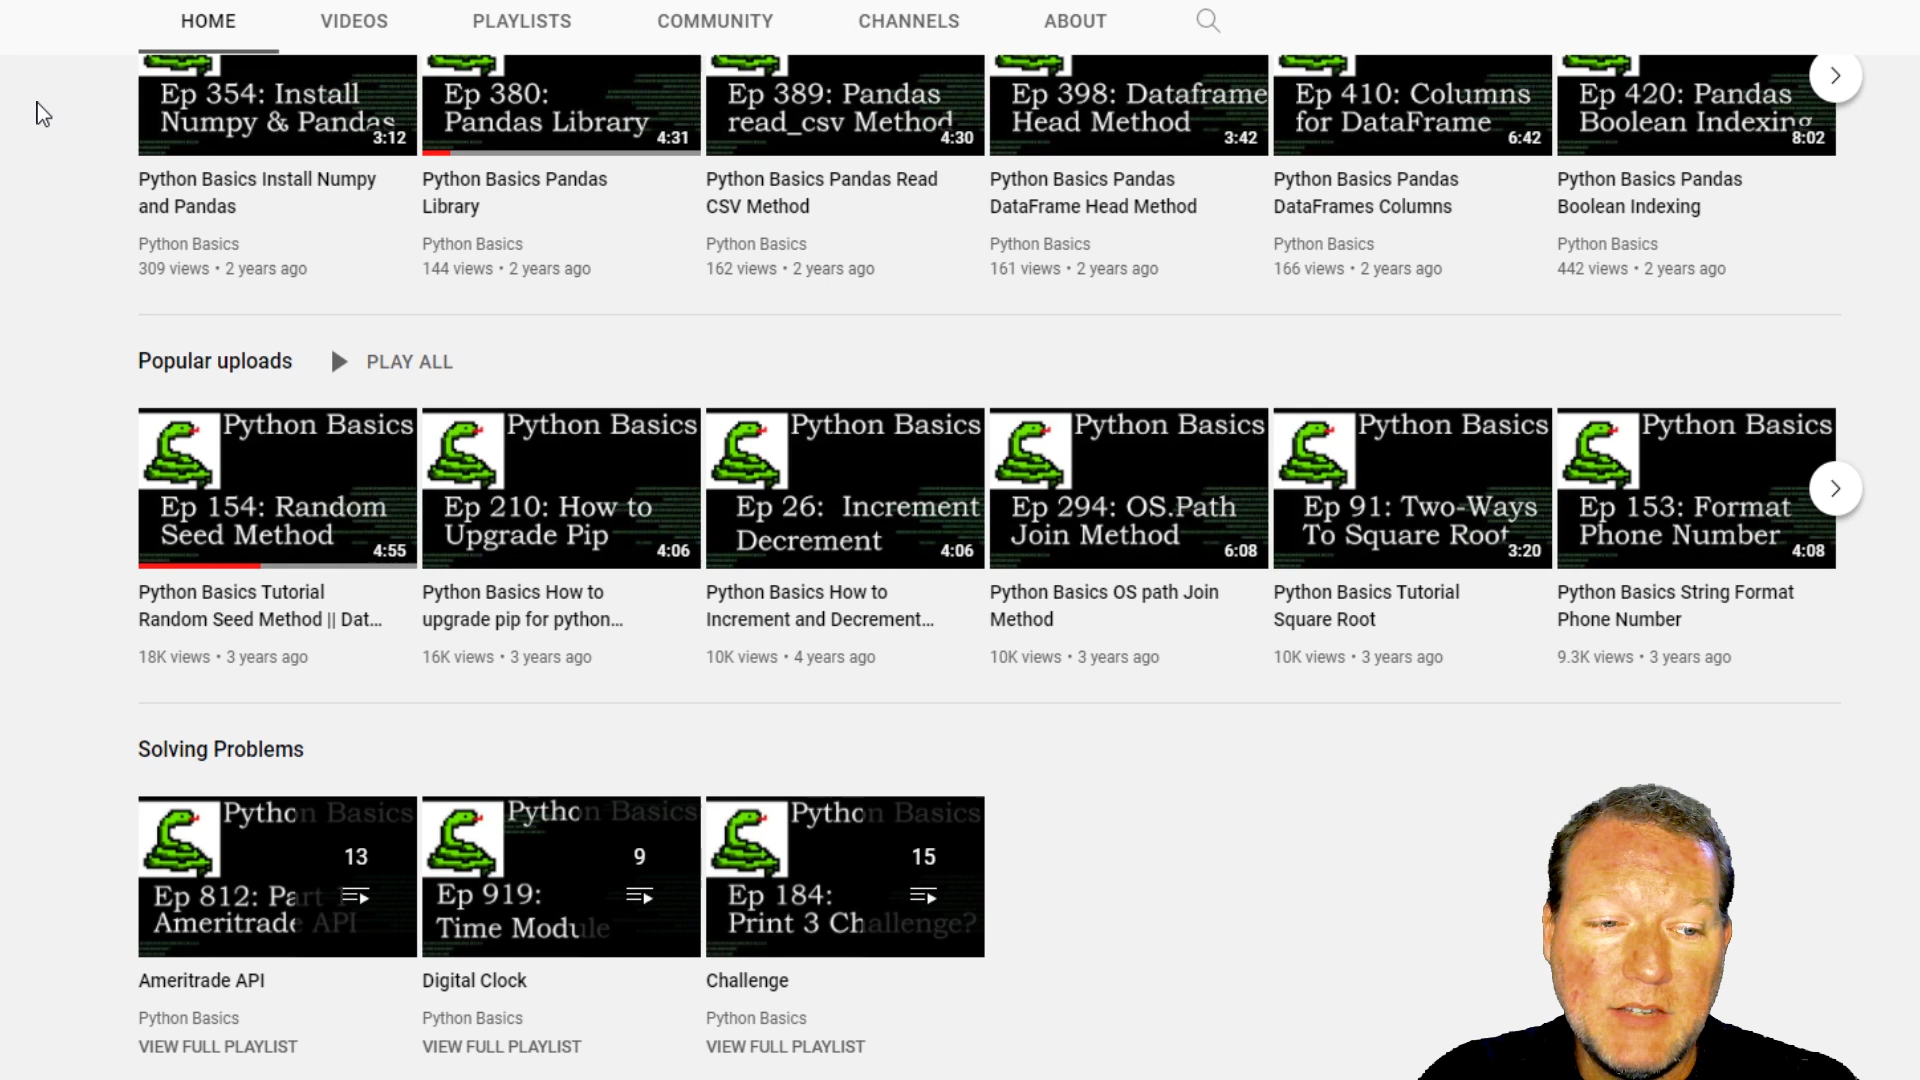 HOME VIDEOS PLAYLISTS COMMUNITY CHANNELS ABOUT
Ep 354: Install
Numpy & Pandas
3:12
Ep 380:
Pandas Library
4:31
Ep 389: Pandas
read_csv Method
4:30
Ep 398: Dataframe
Head Method
3:42
Ep 410: Columns
for DataFrame
6:42
Ep 420: Pandas
Boolean Indexing
8:02
Python Basics Install Numpy
and Pandas
Python Basics
309 views • 2 years ago
Python Basics Pandas
Library
Python Basics
144 views • 2 years ago
Python Basics Pandas Read
CSV Method
Python Basics
162 views • 2 years ago
Python Basics Pandas
DataFrame Head Method
Python Basics
161 views • 2 years ago
Python Basics Pandas
DataFrames Columns
Python Basics
166 views • 2 years ago
Python Basics Pandas
Boolean Indexing
Python Basics
442 views • 2 years ago
Popular uploads PLAY ALL
Python Basics
Ep 154: Random
Seed Method
4:55
Python Basics
Ep 210: How to
Upgrade Pip
4:06
Python Basics
Ep 26: Increment
Decrement
4:06
Python Basics
Ep 294: OS.Path
Join Method
6:08
Python Basics
Ep 91: Two-Ways
To Square Root
3:20
Python Basics
Ep 153: Format
Phone Number
4:08
Python Basics Tutorial
Random Seed Method || Dat...
18K views • 3 years ago
Python Basics How to
upgrade pip for python...
16K views • 3 years ago
Python Basics How to
Increment and Decrement...
10K views • 4 years ago
Python Basics OS path Join
Method
10K views • 3 years ago
Python Basics Tutorial
Square Root
10K views • 3 years ago
Python Basics String Format
Phone Number
9.3K views • 3 years ago
Solving Problems
Python Basics
13
Ep 812: Part 1
Ameritrade API
Python Basics
9
Ep 919:
Time Module
Python Basics
15
Ep 184:
Print 3 Challenge?
Ameritrade API
Python Basics
VIEW FULL PLAYLIST
Digital Clock
Python Basics
VIEW FULL PLAYLIST
Challenge
Python Basics
VIEW FULL PLAYLIST